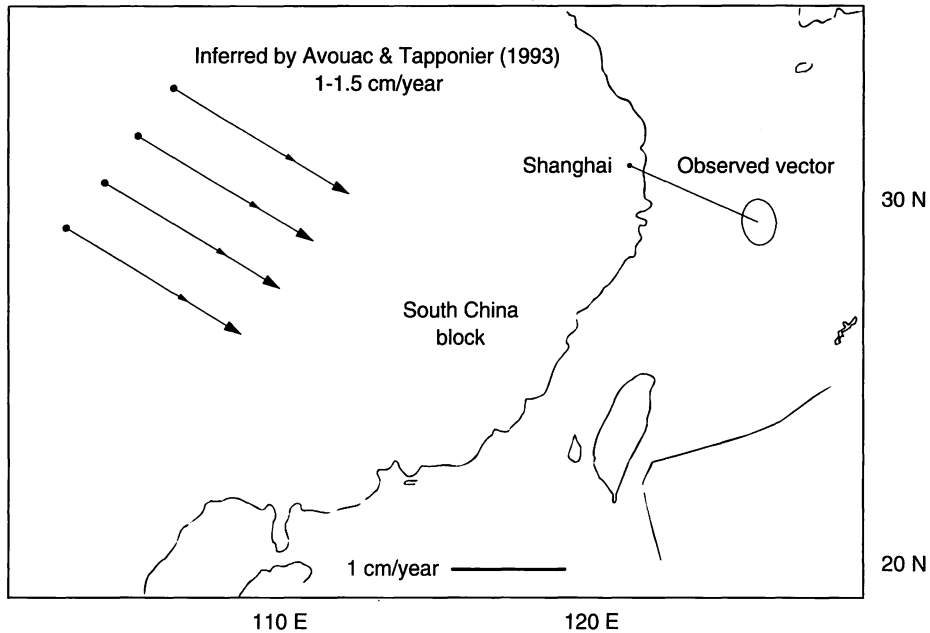 Inferred by Avouac & Tapponier (1993)
1-1.5 cm/year
Shanghai
Observed vector
30 N
South China
block
1 cm/year
20 N
110 E
120 E